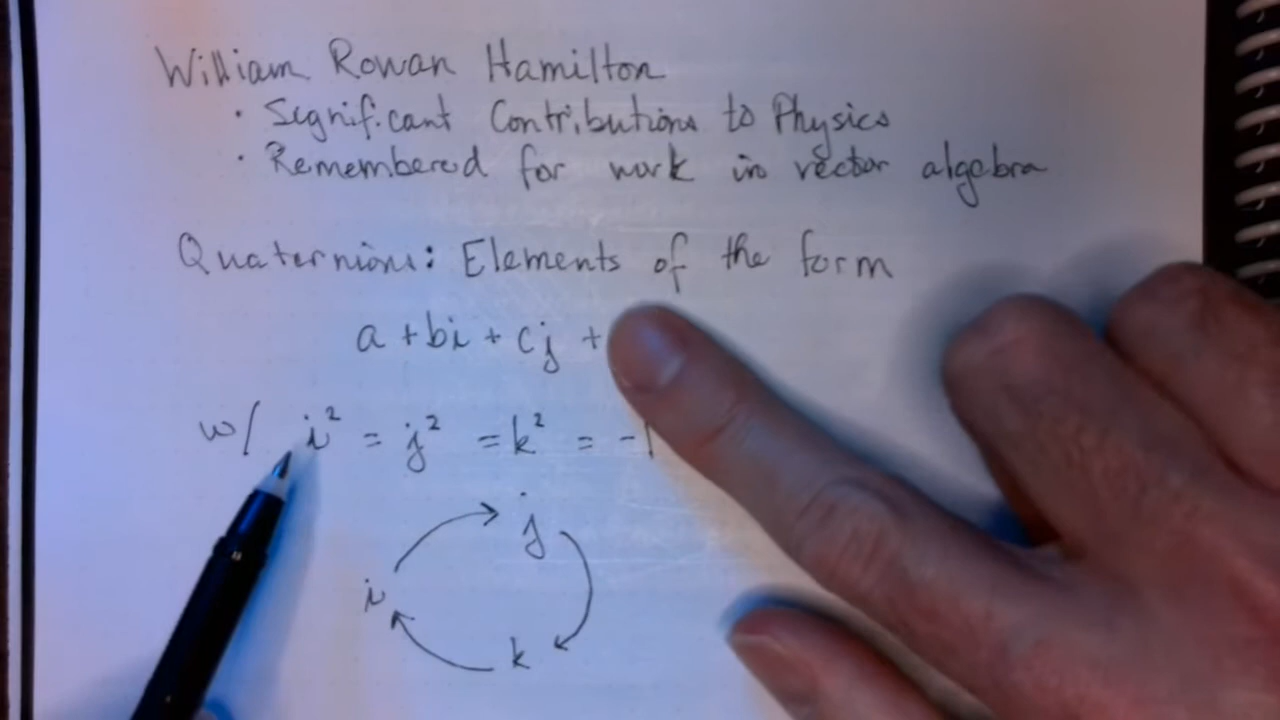 William Rowan Hamilton
· Significant Contributions to Physics
· Remembered for work in vector algebra
Quaternions: Elements of the form
a + bi + cj +
w/ i² = j² = k² = -1
j
i
k